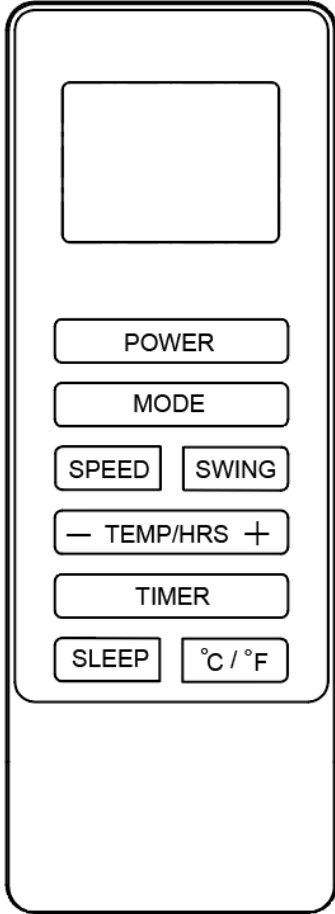 POWER
MODE
SPEED SWING
− TEMP/HRS +
TIMER
SLEEP °C / °F